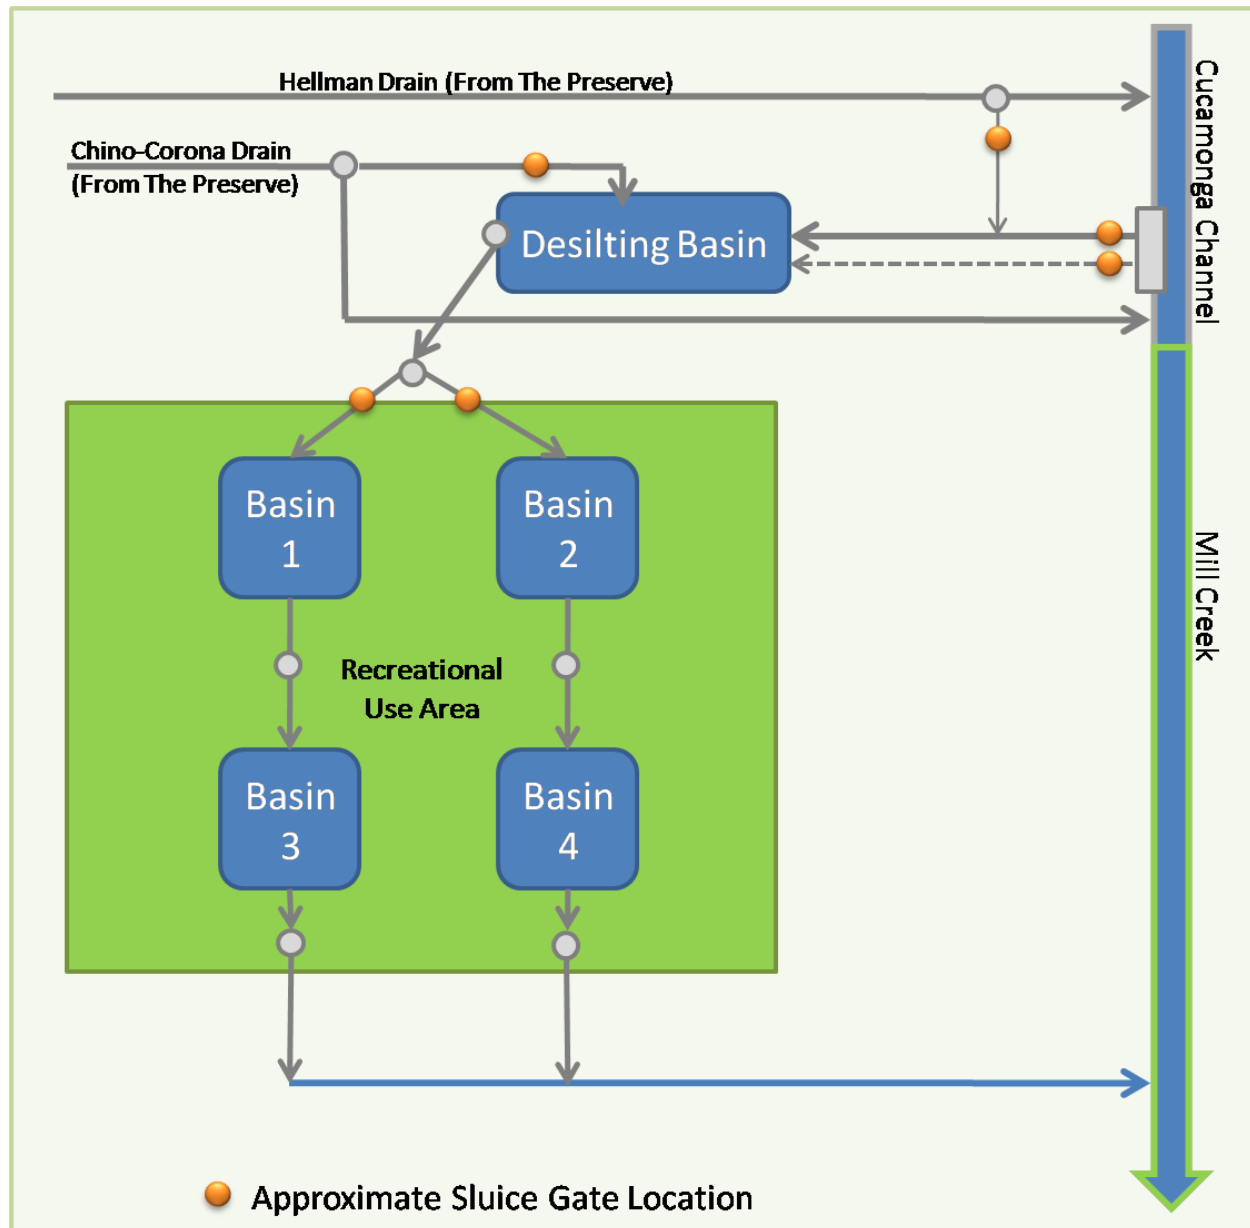 Hellman Drain (From The Preserve)
Chino-Corona Drain
(From The Preserve)
Cucamonga Channel
Desilting Basin
Basin
1
Basin
2
Mill Creek
Recreational
Use Area
Basin
3
Basin
4
Approximate Sluice Gate Location